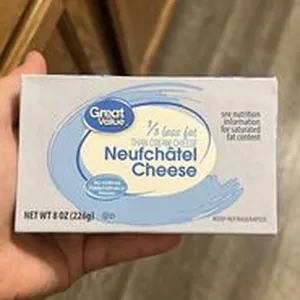 Great
Value
1/3 less fat
THAN CREAM CHEESE
Neufchâtel
Cheese
see nutrition
information
for saturated
fat content
NET WT 8 OZ (226g)
KEEP REFRIGERATED